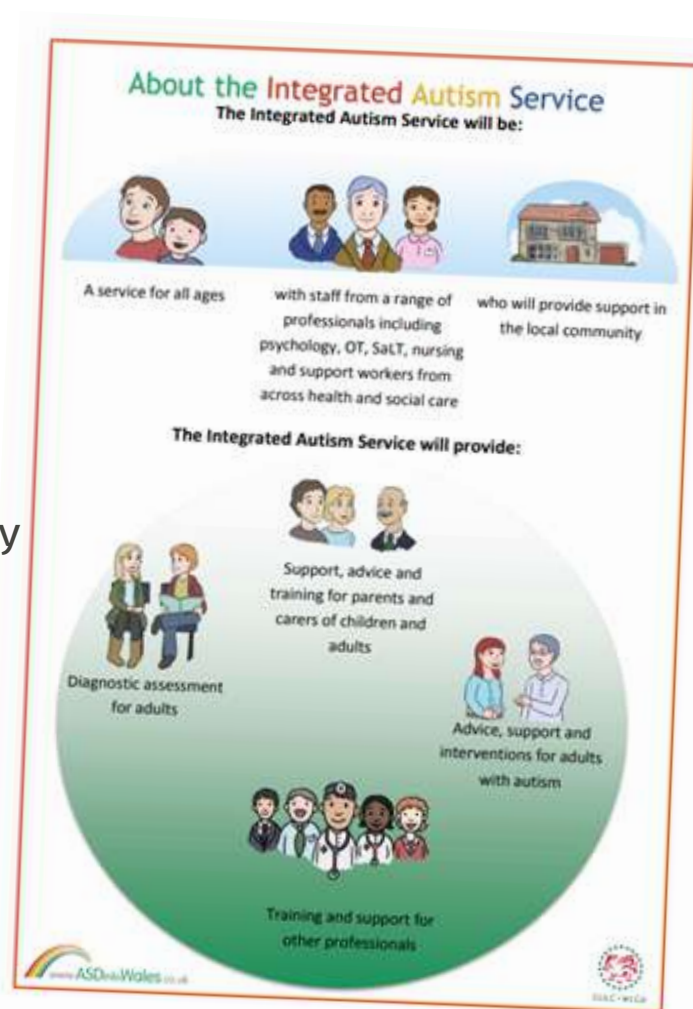 About the Integrated Autism Service
The Integrated Autism Service will be:
A service for all ages
with staff from a range of
professionals including
psychology, OT, SaLT, nursing
and support workers from
across health and social care
who will provide support in
the local community
The Integrated Autism Service will provide:
y
Support, advice and
training for parents and
carers of children and
adults
Diagnostic assessment
for adults
Advice, support and
interventions for adults
with autism
Training and support for
other professionals
www.ASDinfoWales.co.uk